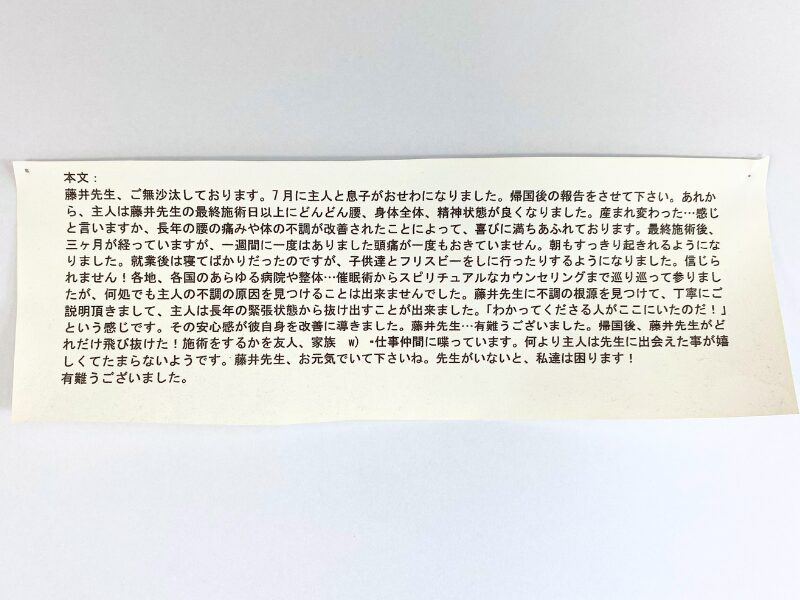 本文:
藤井先生、ご無沙汰しております。7月に主人と息子がおせわになりました。帰国後の報告をさせて下さい。あれか
ら、主人は藤井先生の最終施術日以上にどんどん腰、身体全体、精神状態が良くなりました。産まれ変わった…感じ
と言いますか、長年の腰の痛みや体の不調が改善されたことによって、喜びに満ちあふれております。最終施術後、
三ヶ月が経っていますが、一週間に一度はありました頭痛が一度もおきていません。朝もすっきり起きれるようにな
りました。就業後は寝てばかりだったのですが、子供達とフリスビーをしに行ったりするようになりました。信じら
れません!各地、各国のあらゆる病院や整体…催眠術からスピリチュアルなカウンセリングまで巡り巡って参りまし
たが、何処でも主人の不調の原因を見つけることは出来ませんでした。藤井先生に不調の根源を見つけて、丁寧にご
説明頂きまして、主人は長年の緊張状態から抜け出すことが出来ました。「わかってくださる人がここにいたのだ!」
という感じです。その安心感が彼自身を改善に導きました。藤井先生…有難うございました。帰国後、藤井先生がど
れだけ飛び抜けた!施術をするかを友人、家族 w) ・仕事仲間に喋っています。何より主人は先生に出会えた事が嬉
しくてたまらないようです。藤井先生、お元気でいて下さいね。先生がいないと、私達は困ります!
有難うございました。